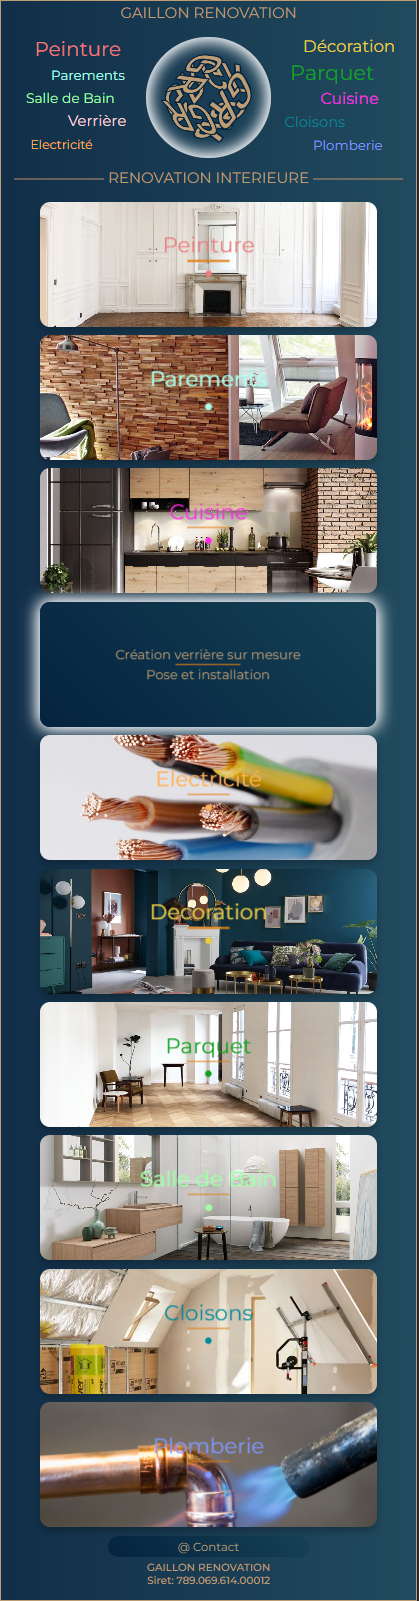 GAILLON RENOVATION
Peinture
Parements
Salle de Bain
Verrière
Electricité
Décoration
Parquet
Cuisine
Cloisons
Plomberie
RENOVATION INTERIEURE
Peinture
Parements
Cuisine
Création verrière sur mesure
Pose et installation
Electricité
Decoration
Parquet
Salle de Bain
Cloisons
Plomberie
@ Contact
GAILLON RENOVATION
Siret: 789.069.614.00012